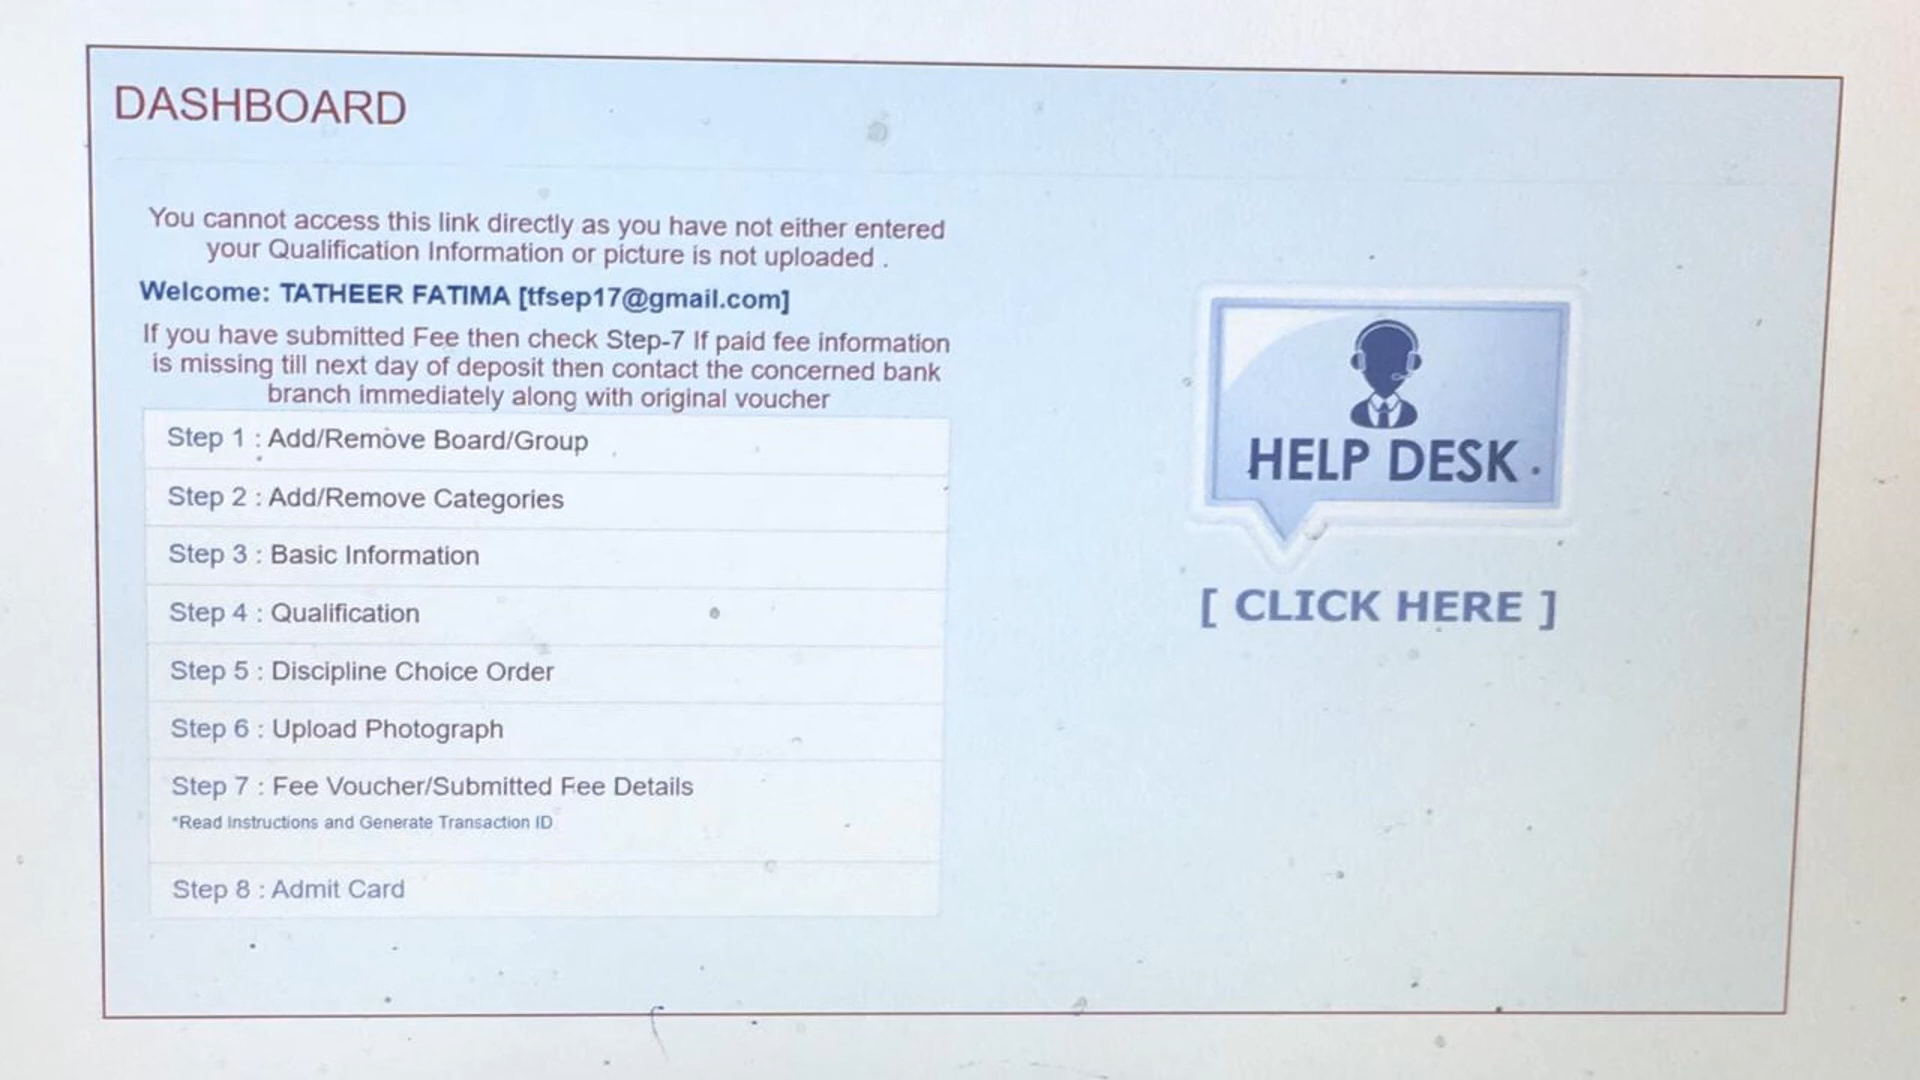 DASHBOARD
You cannot access this link directly as you have not either entered
your Qualification Information or picture is not uploaded .
Welcome: TATHEER FATIMA [tfsep17@gmail.com]
If you have submitted Fee then check Step-7 If paid fee information
is missing till next day of deposit then contact the concerned bank
branch immediately along with original voucher
Step 1 : Add/Remove Board/Group
Step 2 : Add/Remove Categories
Step 3 : Basic Information
Step 4 : Qualification
Step 5 : Discipline Choice Order
Step 6 : Upload Photograph
Step 7 : Fee Voucher/Submitted Fee Details
*Read Instructions and Generate Transaction ID
Step 8 : Admit Card
HELP DESK
[ CLICK HERE ]